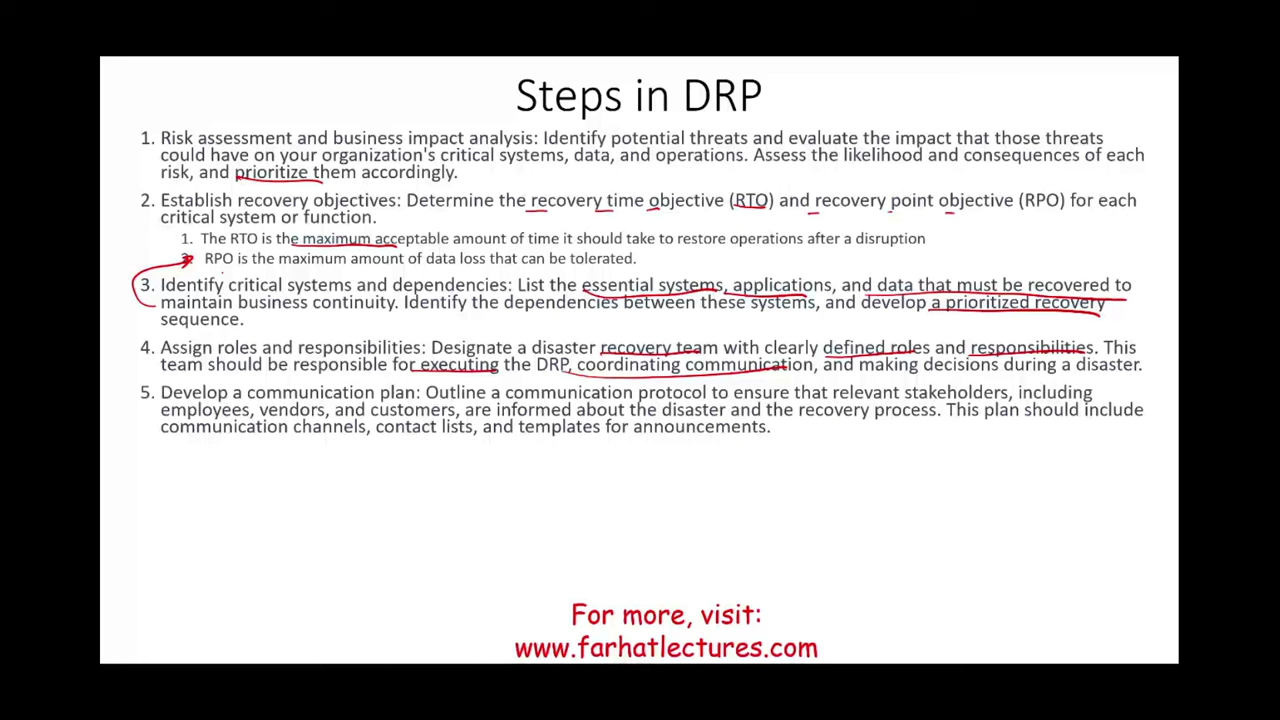 Steps in DRP
1. Risk assessment and business impact analysis: Identify potential threats and evaluate the impact that those threats
could have on your organization's critical systems, data, and operations. Assess the likelihood and consequences of each
risk, and prioritize them accordingly.
2. Establish recovery objectives: Determine the recovery time objective (RTO) and recovery point objective (RPO) for each
critical system or function.
1. The RTO is the maximum acceptable amount of time it should take to restore operations after a disruption
2. RPO is the maximum amount of data loss that can be tolerated.
3. Identify critical systems and dependencies: List the essential systems, applications, and data that must be recovered to
maintain business continuity. Identify the dependencies between these systems, and develop a prioritized recovery
sequence.
4. Assign roles and responsibilities: Designate a disaster recovery team with clearly defined roles and responsibilities. This
team should be responsible for executing the DRP, coordinating communication, and making decisions during a disaster.
5. Develop a communication plan: Outline a communication protocol to ensure that relevant stakeholders, including
employees, vendors, and customers, are informed about the disaster and the recovery process. This plan should include
communication channels, contact lists, and templates for announcements.
For more, visit:
www.farhatlectures.com